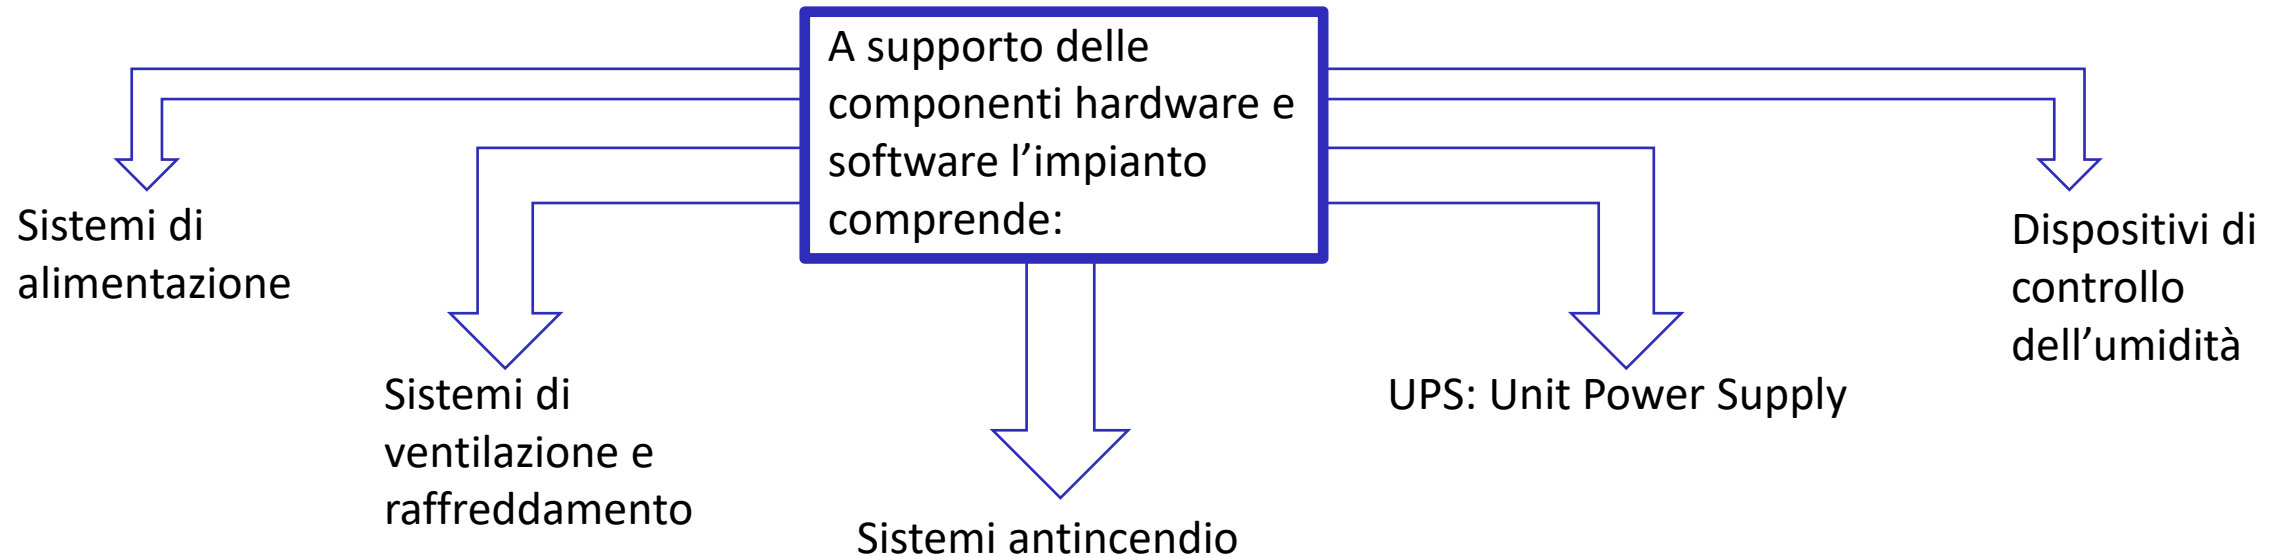 A supporto delle
componenti hardware e
software l’impianto
comprende:
Sistemi di
alimentazione
Sistemi di
ventilazione e
raffreddamento
Sistemi antincendio
UPS: Unit Power Supply
Dispositivi di
controllo
dell’umidità